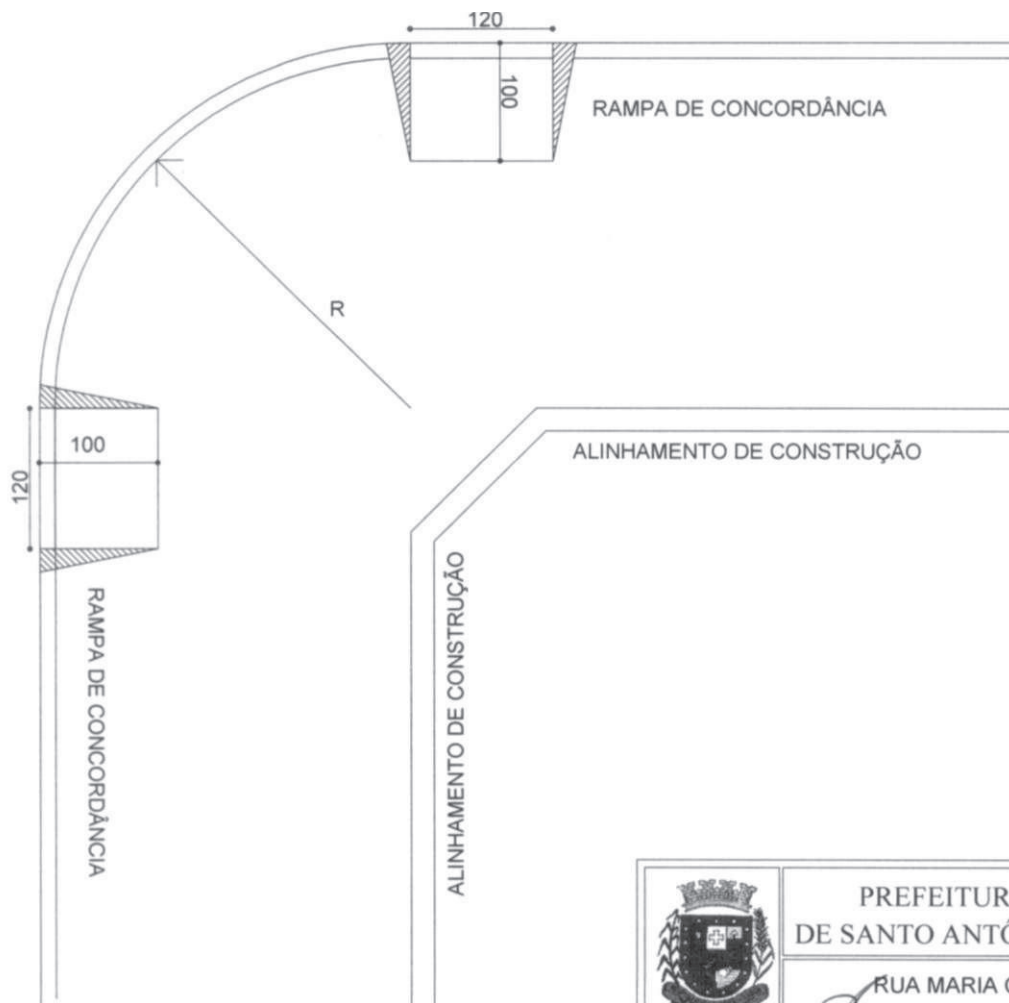 120
100
RAMPA DE CONCORDÂNCIA
R
100
120
ALINHAMENTO DE CONSTRUÇÃO
RAMPA DE CONCORDÂNCIA
ALINHAMENTO DE CONSTRUÇÃO
PREFEITUR
DE SANTO ANTÔ
RUA MARIA